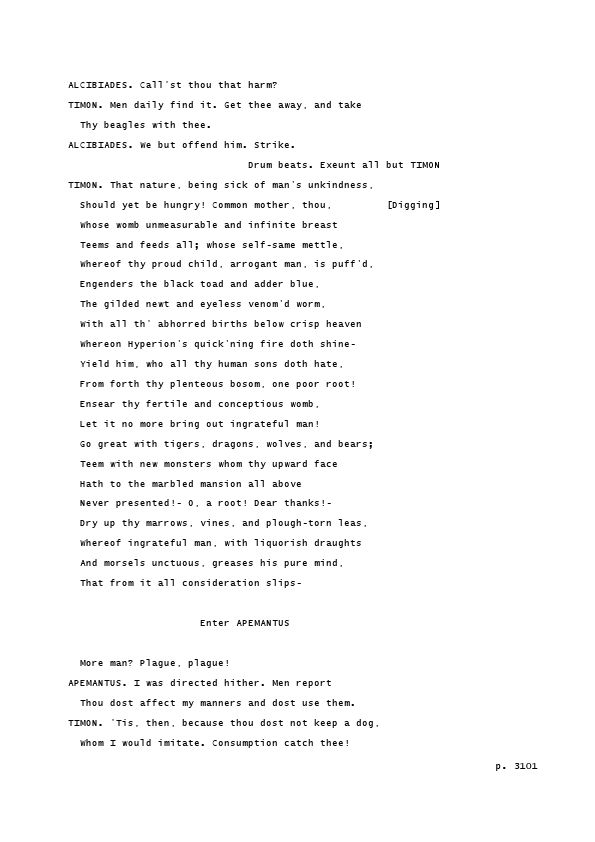 ALCIBIADES. Call'st thou that harm?
TIMON. Men daily find it. Get thee away, and take
Thy beagles with thee.
ALCIBIADES. We but offend him. Strike.
Drum beats. Exeunt all but TIMON
TIMON. That nature, being sick of man's unkindness,
Should yet be hungry! Common mother, thou, [Digging]
Whose womb unmeasurable and infinite breast
Teems and feeds all; whose self-same mettle,
Whereof thy proud child, arrogant man, is puff'd,
Engenders the black toad and adder blue,
The gilded newt and eyeless venom'd worm,
With all th' abhorred births below crisp heaven
Whereon Hyperion's quick'ning fire doth shine-
Yield him, who all thy human sons doth hate,
From forth thy plenteous bosom, one poor root!
Ensear thy fertile and conceptious womb,
Let it no more bring out ingrateful man!
Go great with tigers, dragons, wolves, and bears;
Teem with new monsters whom thy upward face
Hath to the marbled mansion all above
Never presented!- O, a root! Dear thanks!-
Dry up thy marrows, vines, and plough-torn leas,
Whereof ingrateful man, with liquorish draughts
And morsels unctuous, greases his pure mind,
That from it all consideration slips-
Enter APEMANTUS
More man? Plague, plague!
APEMANTUS. I was directed hither. Men report
Thou dost affect my manners and dost use them.
TIMON. 'Tis, then, because thou dost not keep a dog,
Whom I would imitate. Consumption catch thee!
p. 3101